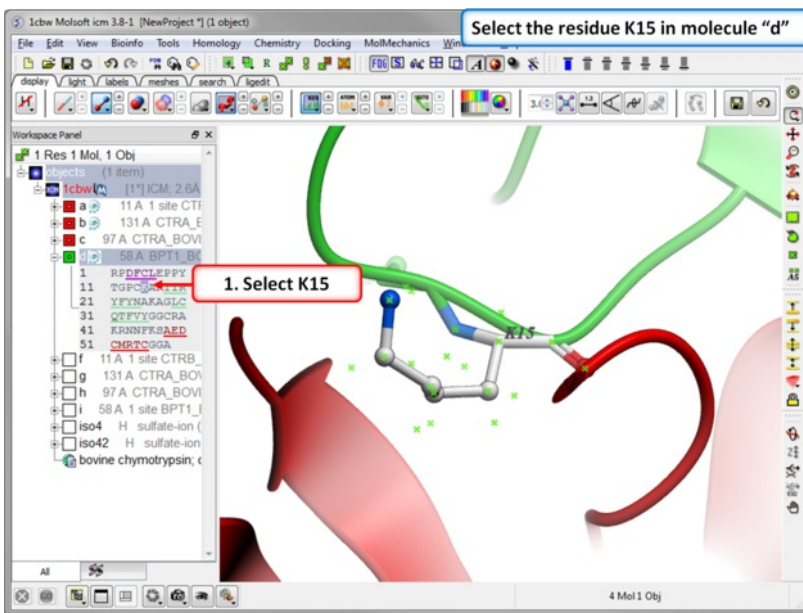 1cbw Molsoft icm 3.8-1 [NewProject *] (1 object)
Select the residue K15 in molecule “d”
File Edit View Bioinfo Tools Homology Chemistry Docking MolMechanics
display light labels meshes search ligedit
Workspace Panel
1 Res 1 Mol, 1 Obj
objects (1 item)
1cbw [1*] ICM; 2.6A
a 11 A 1 site CTR
b 131 A CTRA_E
c 97 A CTRA_BOVI
58 A BPT1_BO
1 RPDFCLEPPY
11 TGPC
21 YFYNAKAGLC
31 QTFVYGGCRA
41 KRNNFKSAED
51 CMRTCGGA
1. Select K15
K15
f 11 A 1 site CTRB_
g 131 A CTRA_BOV
h 97 A CTRA_BOVI
i 58 A 1 site BPT1_
iso4 H sulfate-ion (
iso42 H sulfate-ion
bovine chymotrypsin; c
All
4 Mol 1 Obj